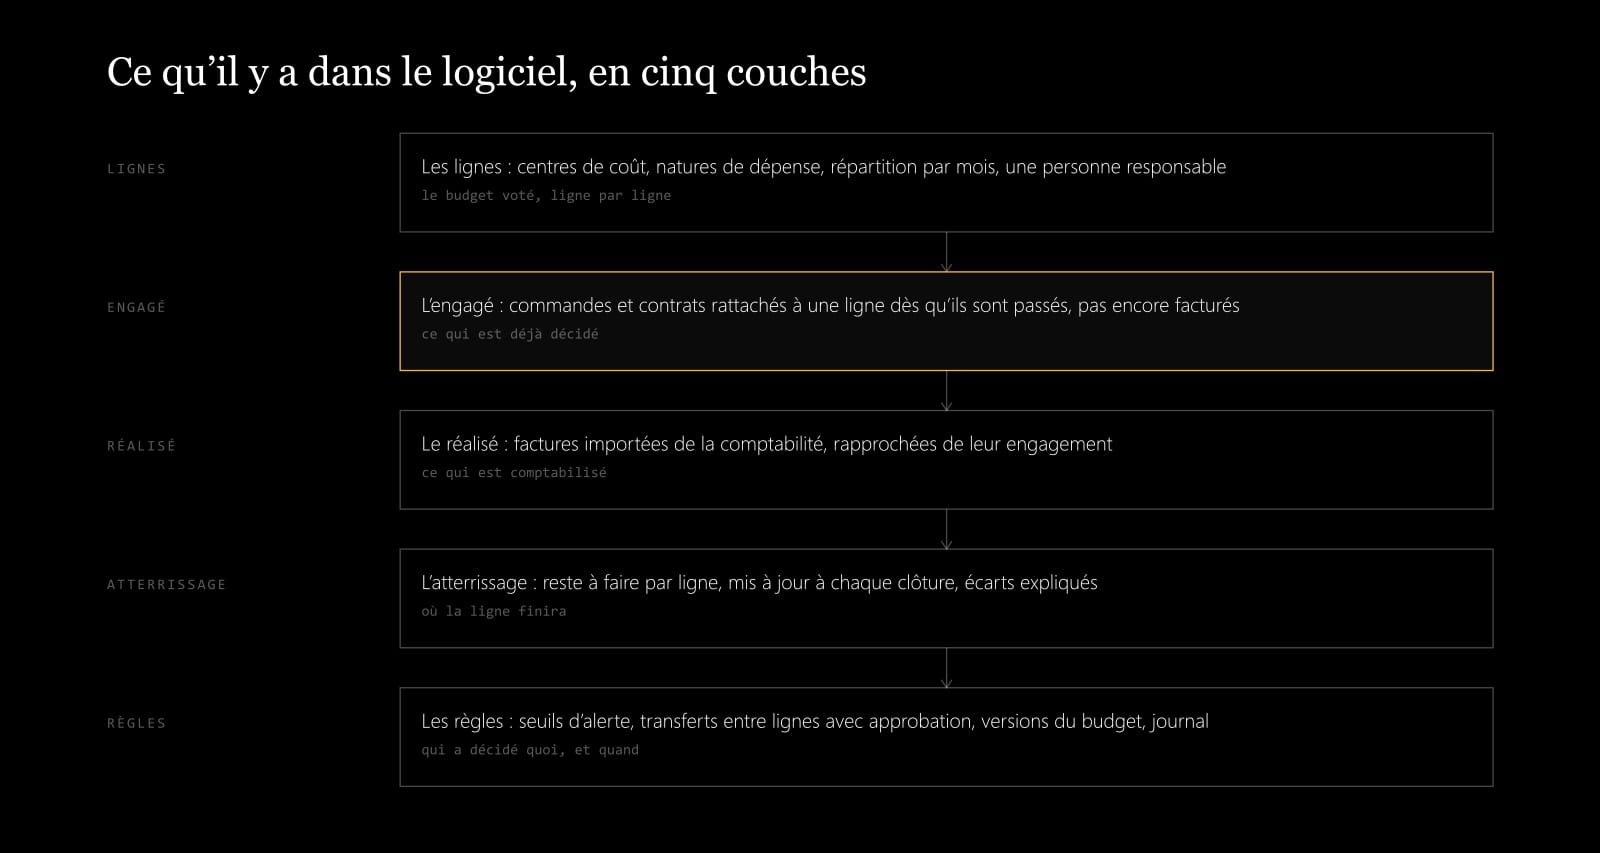 Ce qu’il y a dans le logiciel, en cinq couches
LIGNES
Les lignes : centres de coût, natures de dépense, répartition par mois, une personne responsable
le budget voté, ligne par ligne
ENGAGÉ
L’engagé : commandes et contrats rattachés à une ligne dès qu’ils sont passés, pas encore facturés
ce qui est déjà décidé
RÉALISÉ
Le réalisé : factures importées de la comptabilité, rapprochées de leur engagement
ce qui est comptabilisé
ATTERRISSAGE
L’atterrissage : reste à faire par ligne, mis à jour à chaque clôture, écarts expliqués
où la ligne finira
RÈGLES
Les règles : seuils d’alerte, transferts entre lignes avec approbation, versions du budget, journal
qui a décidé quoi, et quand